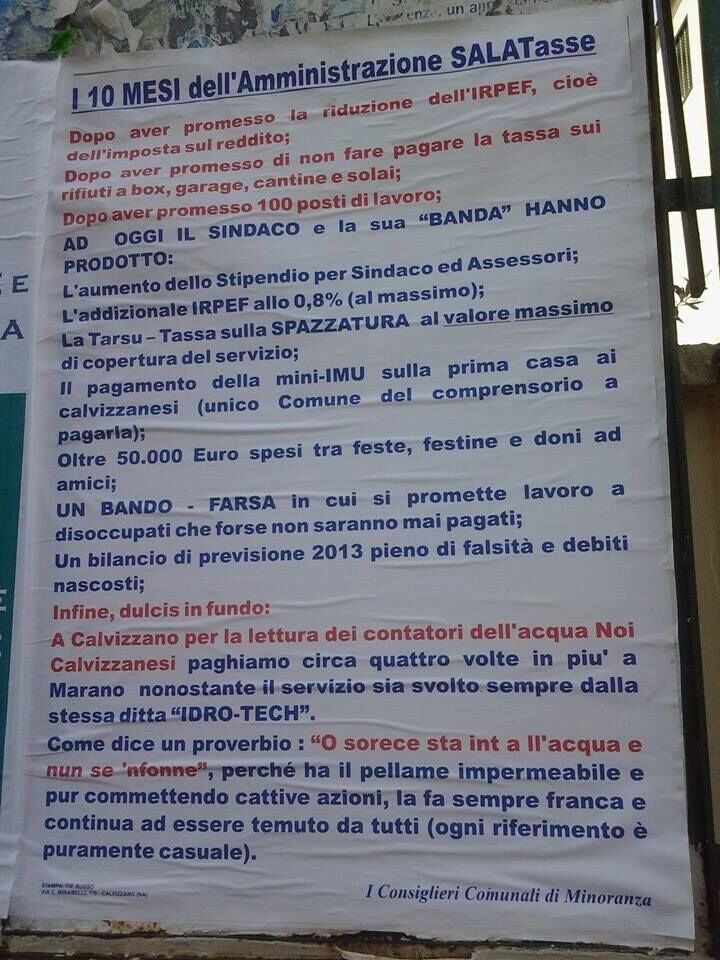 I 10 MESI dell'Amministrazione SALATasse
Dopo aver promesso la riduzione dell'IRPEF, cioè
dell'imposta sul reddito;
Dopo aver promesso di non fare pagare la tassa sui
rifiuti a box, garage, cantine e solai;
Dopo aver promesso 100 posti di lavoro;
AD OGGI IL SINDACO e la sua “BANDA” HANNO
PRODOTTO:
L'aumento dello Stipendio per Sindaco ed Assessori;
L'addizionale IRPEF allo 0,8% (al massimo);
La Tarsu – Tassa sulla SPAZZATURA al valore massimo
di copertura del servizio;
Il pagamento della mini-IMU sulla prima casa ai
calvizzanesi (unico Comune del comprensorio a
pagarla);
Oltre 50.000 Euro spesi tra feste, festine e doni ad
amici;
UN BANDO - FARSA in cui si promette lavoro a
disoccupati che forse non saranno mai pagati;
Un bilancio di previsione 2013 pieno di falsità e debiti
nascosti;
Infine, dulcis in fundo:
A Calvizzano per la lettura dei contatori dell'acqua Noi
Calvizzanesi paghiamo circa quattro volte in piu' a
Marano nonostante il servizio sia svolto sempre dalla
stessa ditta “IDRO-TECH”.
Come dice un proverbio : “O sorece sta int a ll'acqua e
nun se 'nfonne”, perché ha il pellame impermeabile e
pur commettendo cattive azioni, la fa sempre franca e
continua ad essere temuto da tutti (ogni riferimento è
puramente casuale).
STAMPA: TIP. RUSSO
VIA C. MIRABELLI, 179 - CALVIZZANO (NA)
I Consiglieri Comunali di Minoranza